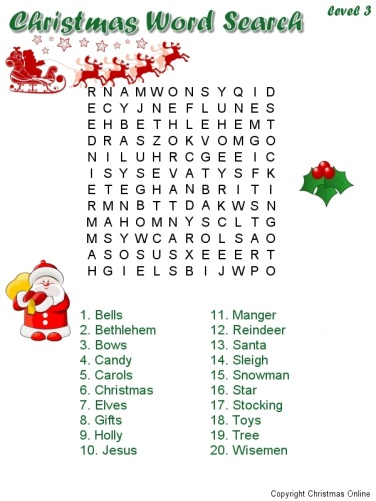 Christmas Word Search
Level 3
R N A M W O N S Y Q I D
E C Y J N E F L U N E S
E H B E T H L E H E M T
D R A S Z O K V O M G O
N I L U H R C G E E I C
I S Y S E V A T Y S F K
E T E G H A N B R I T I
R M N B T T D A K W S N
M A H O M N Y S C L T G
M S Y W C A R O L S A O
A S O S U S X E E E R T
H G I E L S B I J W P O
1. Bells
2. Bethlehem
3. Bows
4. Candy
5. Carols
6. Christmas
7. Elves
8. Gifts
9. Holly
10. Jesus
11. Manger
12. Reindeer
13. Santa
14. Sleigh
15. Snowman
16. Star
17. Stocking
18. Toys
19. Tree
20. Wisemen
Copyright Christmas Online